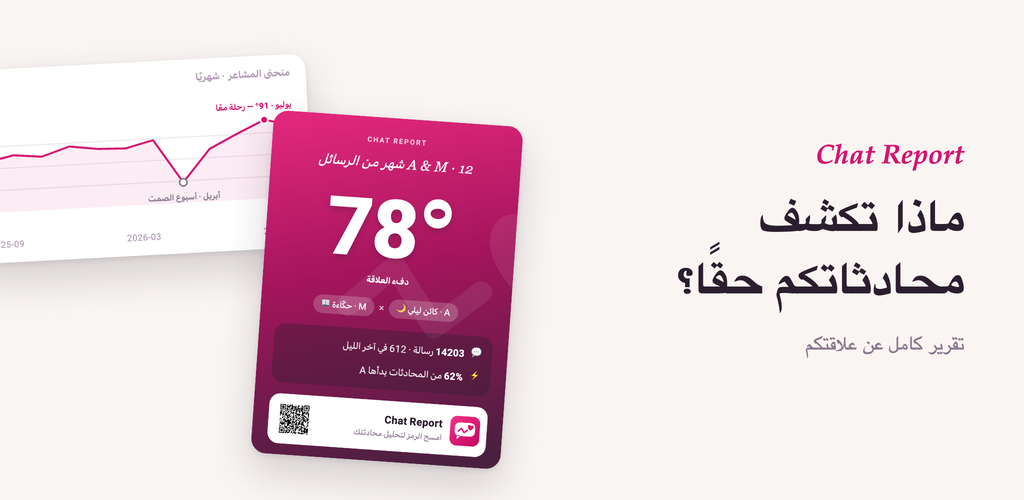 Chat Report
ماذا تكشف
محادثاتكم حقًا؟
تقرير كامل عن علاقتكم
منحنى المشاعر · شهريًا
يوليو · 91° — رحلة معًا
أبريل · أسبوع الصمت
25-09
2026-03
CHAT REPORT
A & M · 12 شهر من الرسائل
78°
دفء العلاقة
A · كائن ليلي 🌙 × M · حكّاءة 📖
💬 14203 رسالة · 612 في آخر الليل
⚡ 62% من المحادثات بدأها A
Chat Report
امسح الرمز لتحليل محادثتك